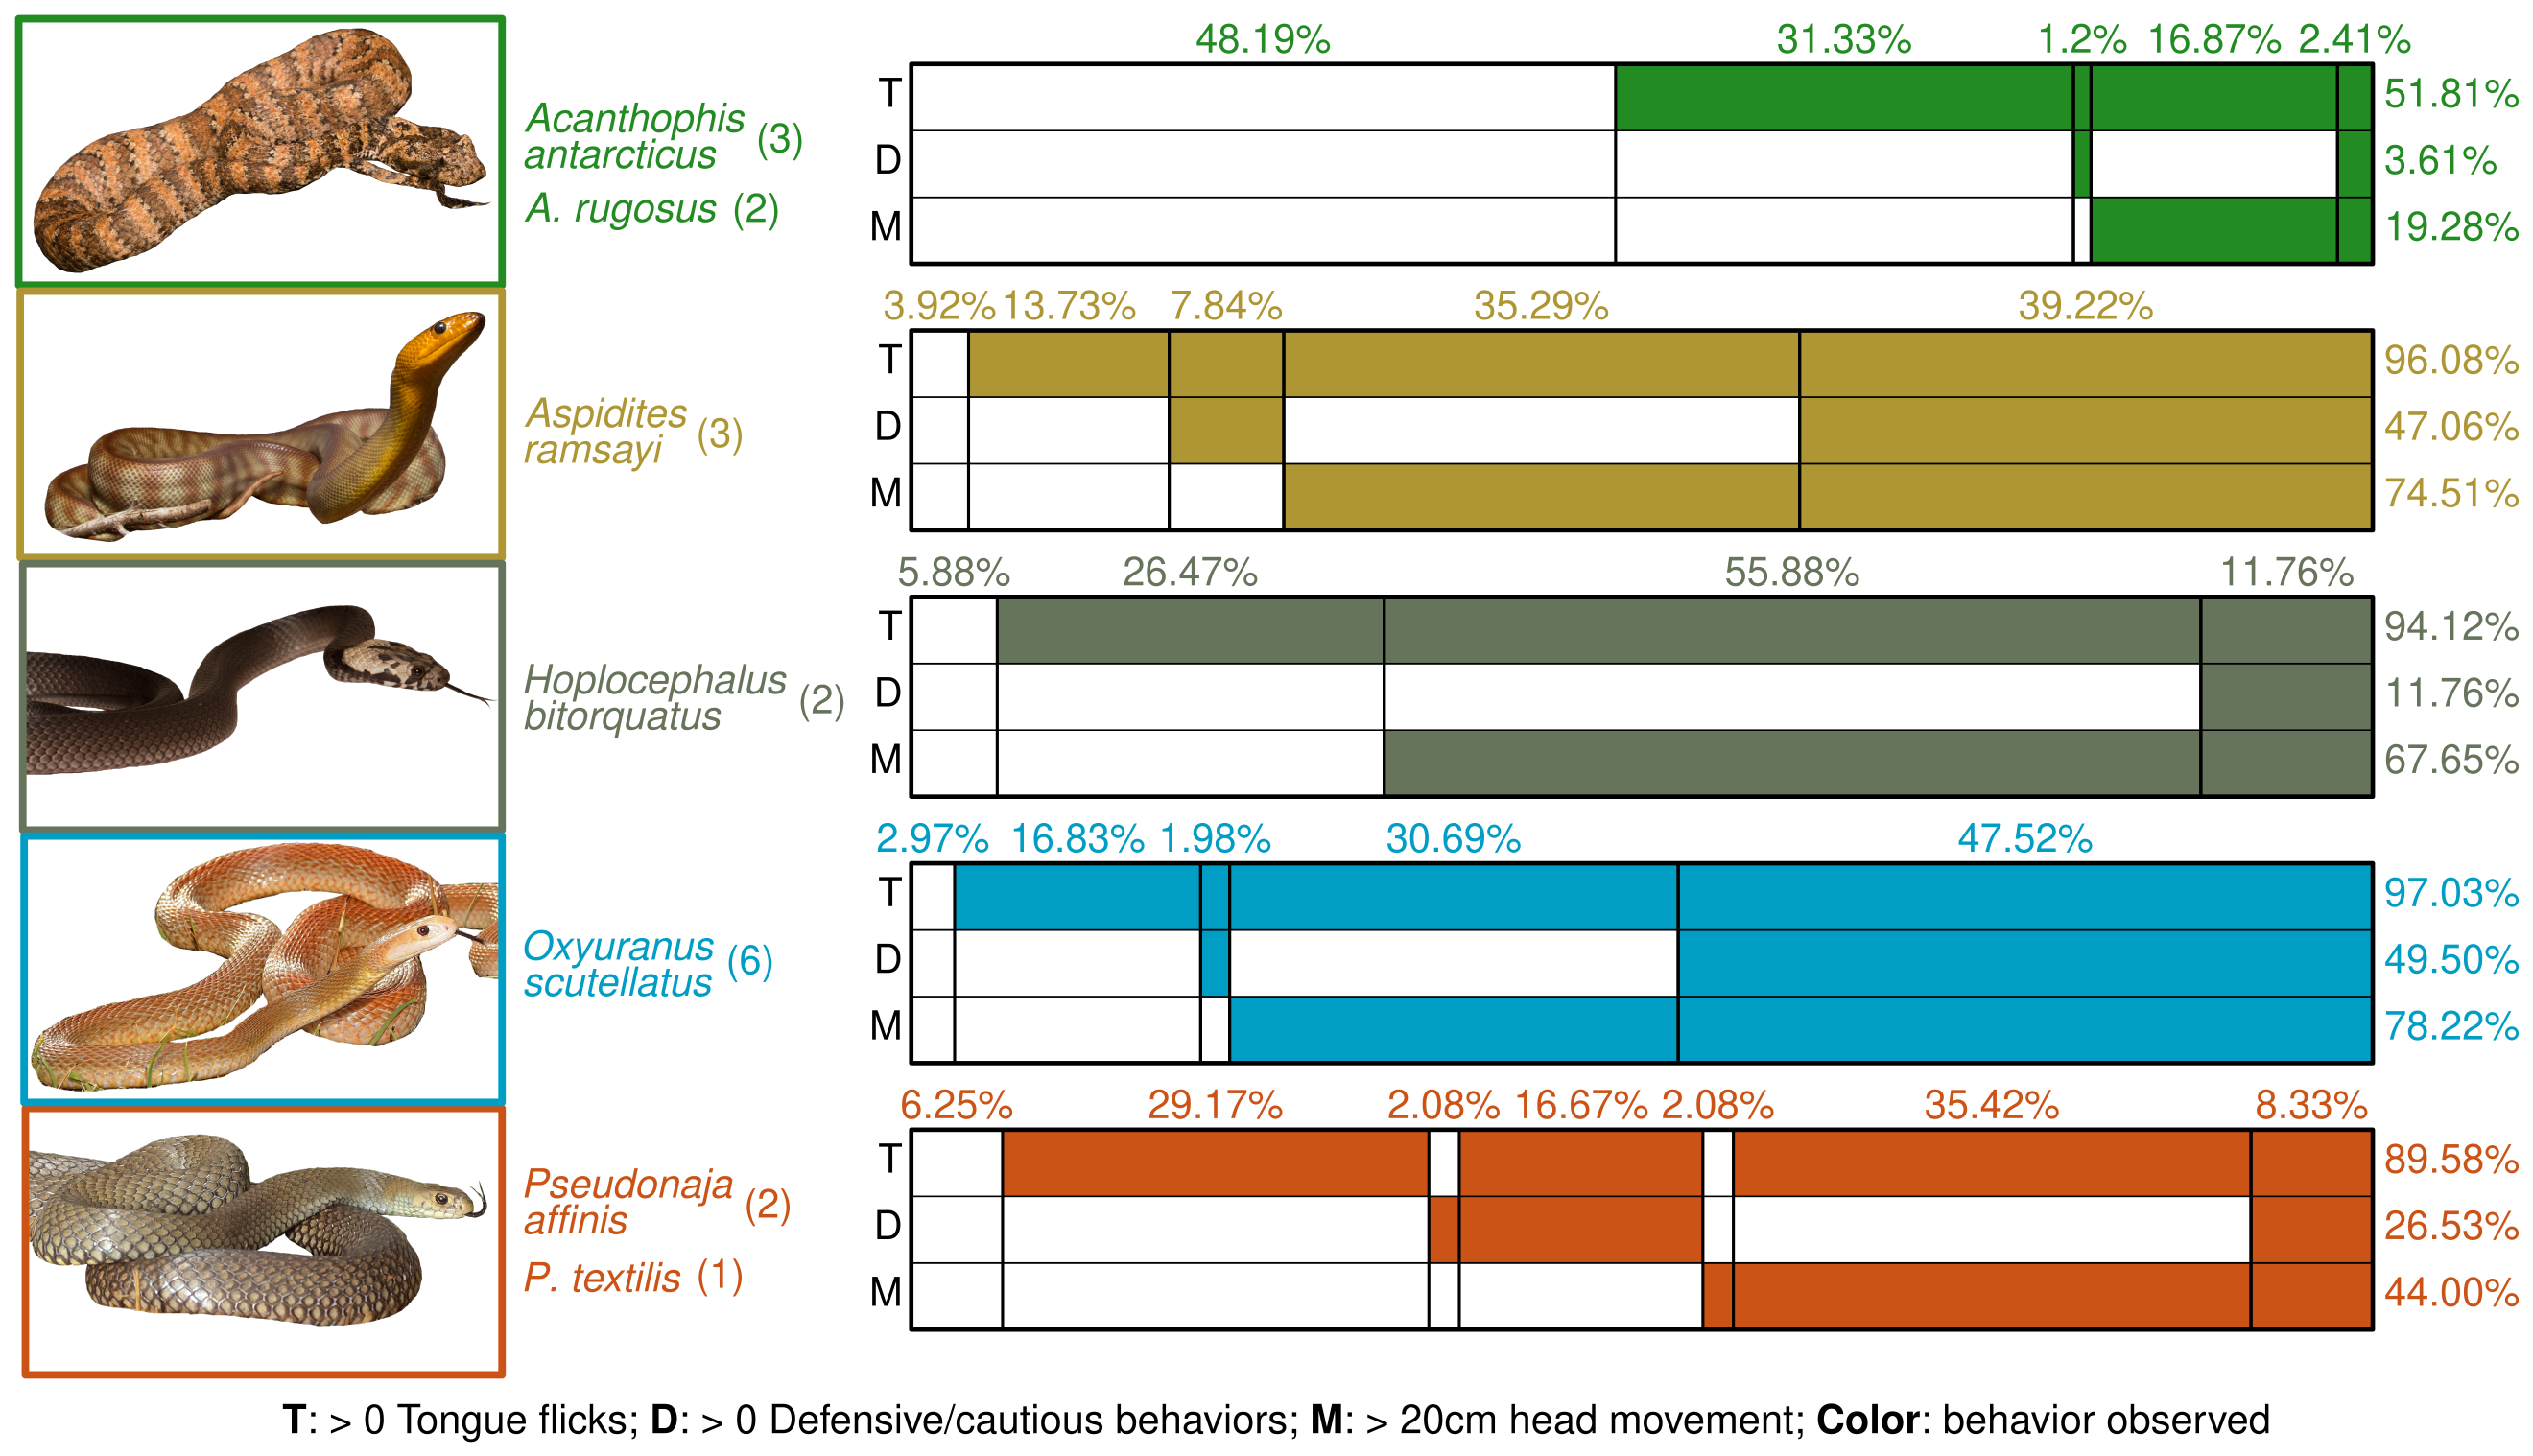 48.19% 31.33% 1.2% 16.87% 2.41%
Acanthophis
antarcticus (3)
A. rugosus (2)
T 51.81%
D 3.61%
M 19.28%
3.92% 13.73% 7.84% 35.29% 39.22%
Aspidites
ramsayi (3)
T 96.08%
D 47.06%
M 74.51%
5.88% 26.47% 55.88% 11.76%
Hoplocephalus
bitorquatus (2)
T 94.12%
D 11.76%
M 67.65%
2.97% 16.83% 1.98% 30.69% 47.52%
Oxyuranus
scutellatus (6)
T 97.03%
D 49.50%
M 78.22%
6.25% 29.17% 2.08% 16.67% 2.08% 35.42% 8.33%
Pseudonaja
affinis (2)
P. textilis (1)
T 89.58%
D 26.53%
M 44.00%
T: > 0 Tongue flicks; D: > 0 Defensive/cautious behaviors; M: > 20cm head movement; Color: behavior observed